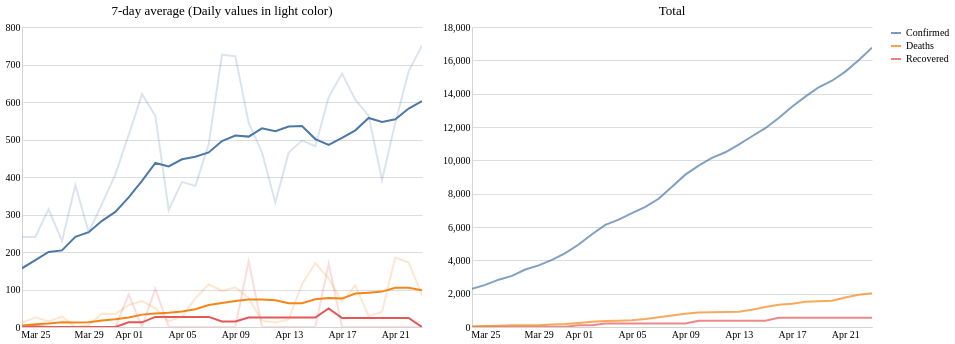 7-day average (Daily values in light color)
800
700
600
500
400
300
200
100
0
Mar 25 Mar 29 Apr 01 Apr 05 Apr 09 Apr 13 Apr 17 Apr 21
Total
18,000
16,000
14,000
12,000
10,000
8,000
6,000
4,000
2,000
0
Mar 25 Mar 29 Apr 01 Apr 05 Apr 09 Apr 13 Apr 17 Apr 21
Confirmed
Deaths
Recovered